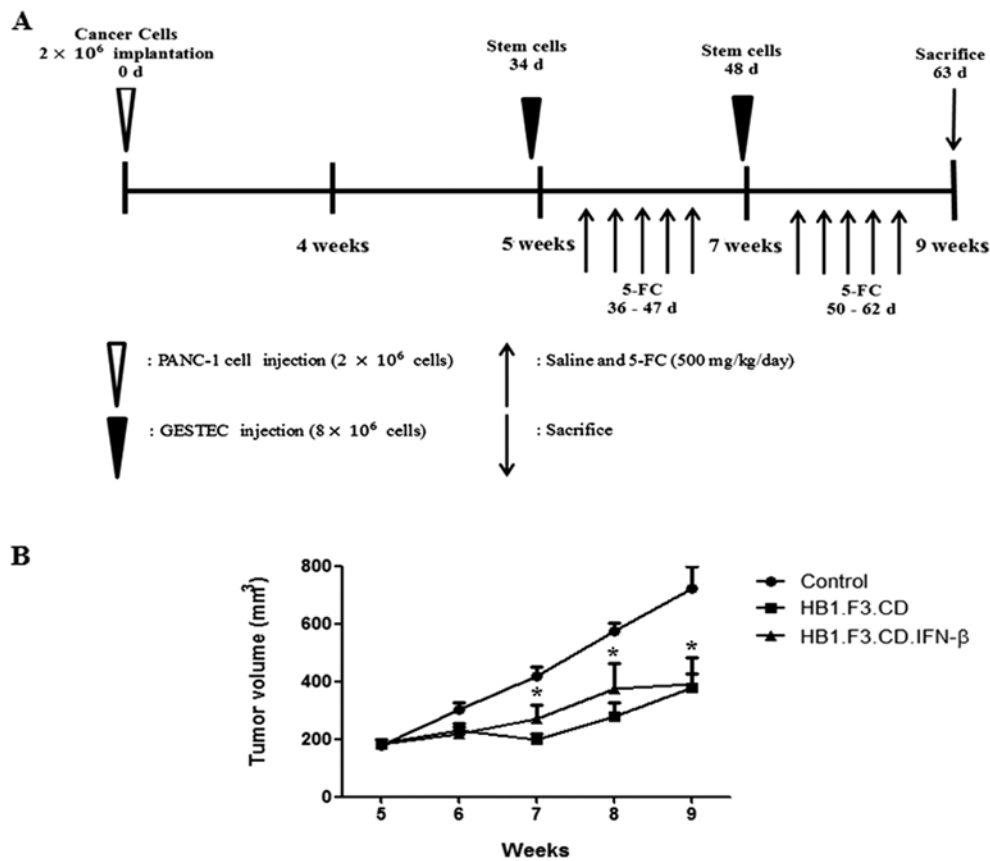 A
Cancer Cells
2 × 10⁶ implantation
0 d
Stem cells
34 d
Stem cells
48 d
Sacrifice
63 d
4 weeks
5 weeks
7 weeks
9 weeks
5-FC
36 - 47 d
5-FC
50 - 62 d
: PANC-1 cell injection (2 × 10⁶ cells)
: Saline and 5-FC (500 mg/kg/day)
: GESTEC injection (8 × 10⁶ cells)
: Sacrifice
B
Tumor volume (mm³)
800
600
400
200
0
* * *
5 6 7 8 9
Weeks
Control
HB1.F3.CD
HB1.F3.CD.IFN-β